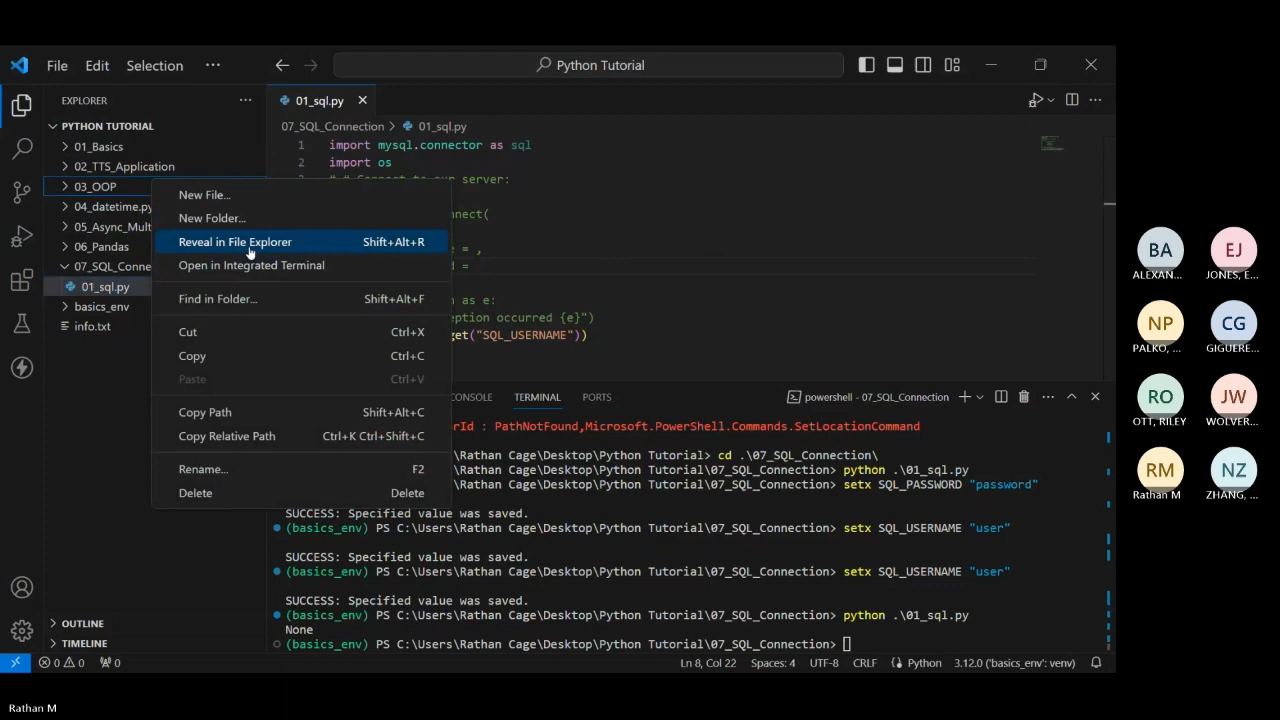 File Edit Selection ···
Python Tutorial
EXPLORER
PYTHON TUTORIAL
01_Basics
02_TTS_Application
03_OOP
04_datetime.py
05_Async_Mult
06_Pandas
07_SQL_Conne
01_sql.py
basics_env
info.txt
OUTLINE
TIMELINE
New File...
New Folder...
Reveal in File Explorer Shift+Alt+R
Open in Integrated Terminal
Find in Folder... Shift+Alt+F
Cut Ctrl+X
Copy Ctrl+C
Paste Ctrl+V
Copy Path Shift+Alt+C
Copy Relative Path Ctrl+K Ctrl+Shift+C
Rename... F2
Delete Delete
01_sql.py
07_SQL_Connection > 01_sql.py
1 import mysql.connector as sql
2 import os
nnect(
e = ,
d =
n as e:
eption occurred {e}")
get("SQL_USERNAME"))
CONSOLE TERMINAL PORTS
powershell - 07_SQL_Connection
rId : PathNotFound,Microsoft.PowerShell.Commands.SetLocationCommand
\Rathan Cage\Desktop\Python Tutorial> cd .\07_SQL_Connection\
\Rathan Cage\Desktop\Python Tutorial\07_SQL_Connection> python .\01_sql.py
\Rathan Cage\Desktop\Python Tutorial\07_SQL_Connection> setx SQL_PASSWORD "password"
SUCCESS: Specified value was saved.
(basics_env) PS C:\Users\Rathan Cage\Desktop\Python Tutorial\07_SQL_Connection> setx SQL_USERNAME "user"
SUCCESS: Specified value was saved.
(basics_env) PS C:\Users\Rathan Cage\Desktop\Python Tutorial\07_SQL_Connection> setx SQL_USERNAME "user"
SUCCESS: Specified value was saved.
(basics_env) PS C:\Users\Rathan Cage\Desktop\Python Tutorial\07_SQL_Connection> python .\01_sql.py
None
(basics_env) PS C:\Users\Rathan Cage\Desktop\Python Tutorial\07_SQL_Connection>
0 0 0
Ln 8, Col 22 Spaces: 4 UTF-8 CRLF Python 3.12.0 ('basics_env': venv)
BA EJ
ALEXAN... JONES, E...
NP CG
PALKO, ... GIGUERE...
RO JW
OTT, RILEY WOLVER...
RM NZ
Rathan M ZHANG, ...
Rathan M